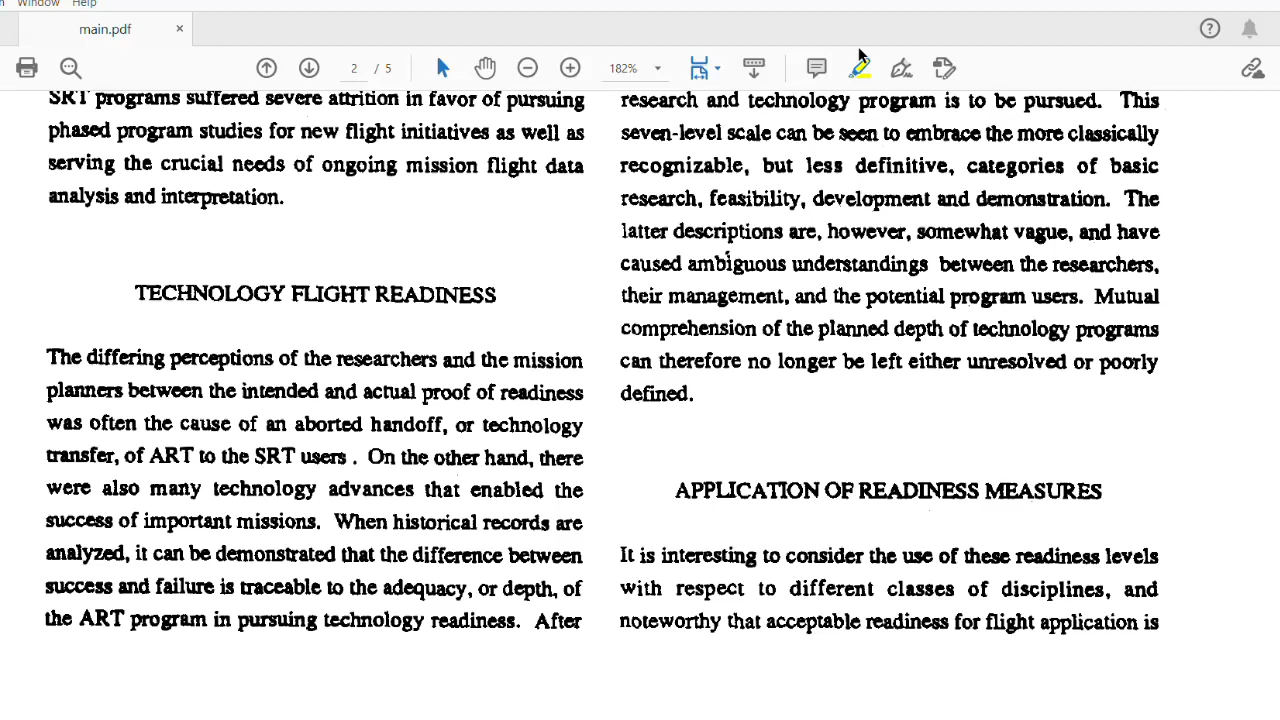 Window Help
main.pdf
2 / 5
182%
SRT programs suffered severe attrition in favor of pursuing
phased program studies for new flight initiatives as well as
serving the crucial needs of ongoing mission flight data
analysis and interpretation.
TECHNOLOGY FLIGHT READINESS
The differing perceptions of the researchers and the mission
planners between the intended and actual proof of readiness
was often the cause of an aborted handoff, or technology
transfer, of ART to the SRT users . On the other hand, there
were also many technology advances that enabled the
success of important missions. When historical records are
analyzed, it can be demonstrated that the difference between
success and failure is traceable to the adequacy, or depth, of
the ART program in pursuing technology readiness. After
research and technology program is to be pursued. This
seven-level scale can be seen to embrace the more classically
recognizable, but less definitive, categories of basic
research, feasibility, development and demonstration. The
latter descriptions are, however, somewhat vague, and have
caused ambiguous understandings between the researchers,
their management, and the potential program users. Mutual
comprehension of the planned depth of technology programs
can therefore no longer be left either unresolved or poorly
defined.
APPLICATION OF READINESS MEASURES
It is interesting to consider the use of these readiness levels
with respect to different classes of disciplines, and
noteworthy that acceptable readiness for flight application is